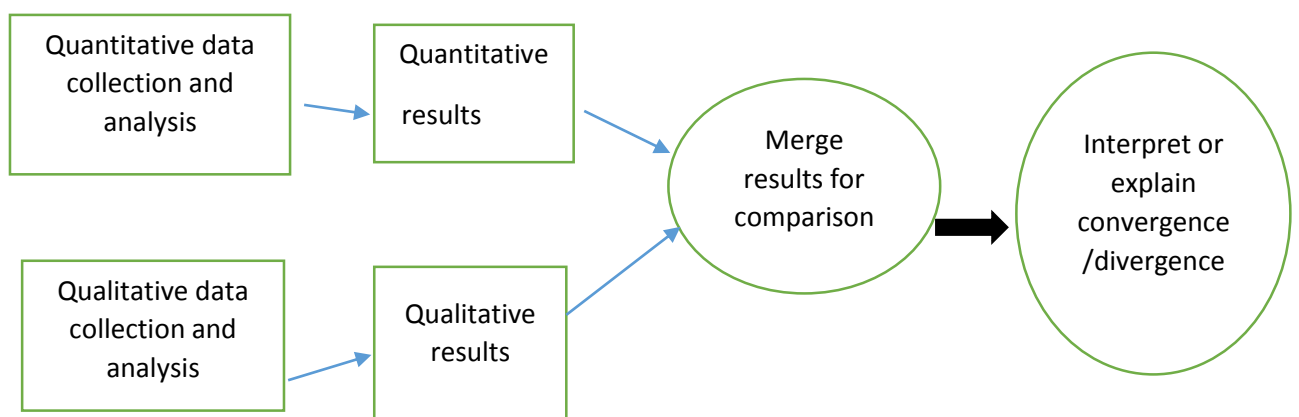 Quantitative data
collection and
analysis
Quantitative
results
Qualitative data
collection and
analysis
Qualitative
results
Merge
results for
comparison
Interpret or
explain
convergence
/divergence